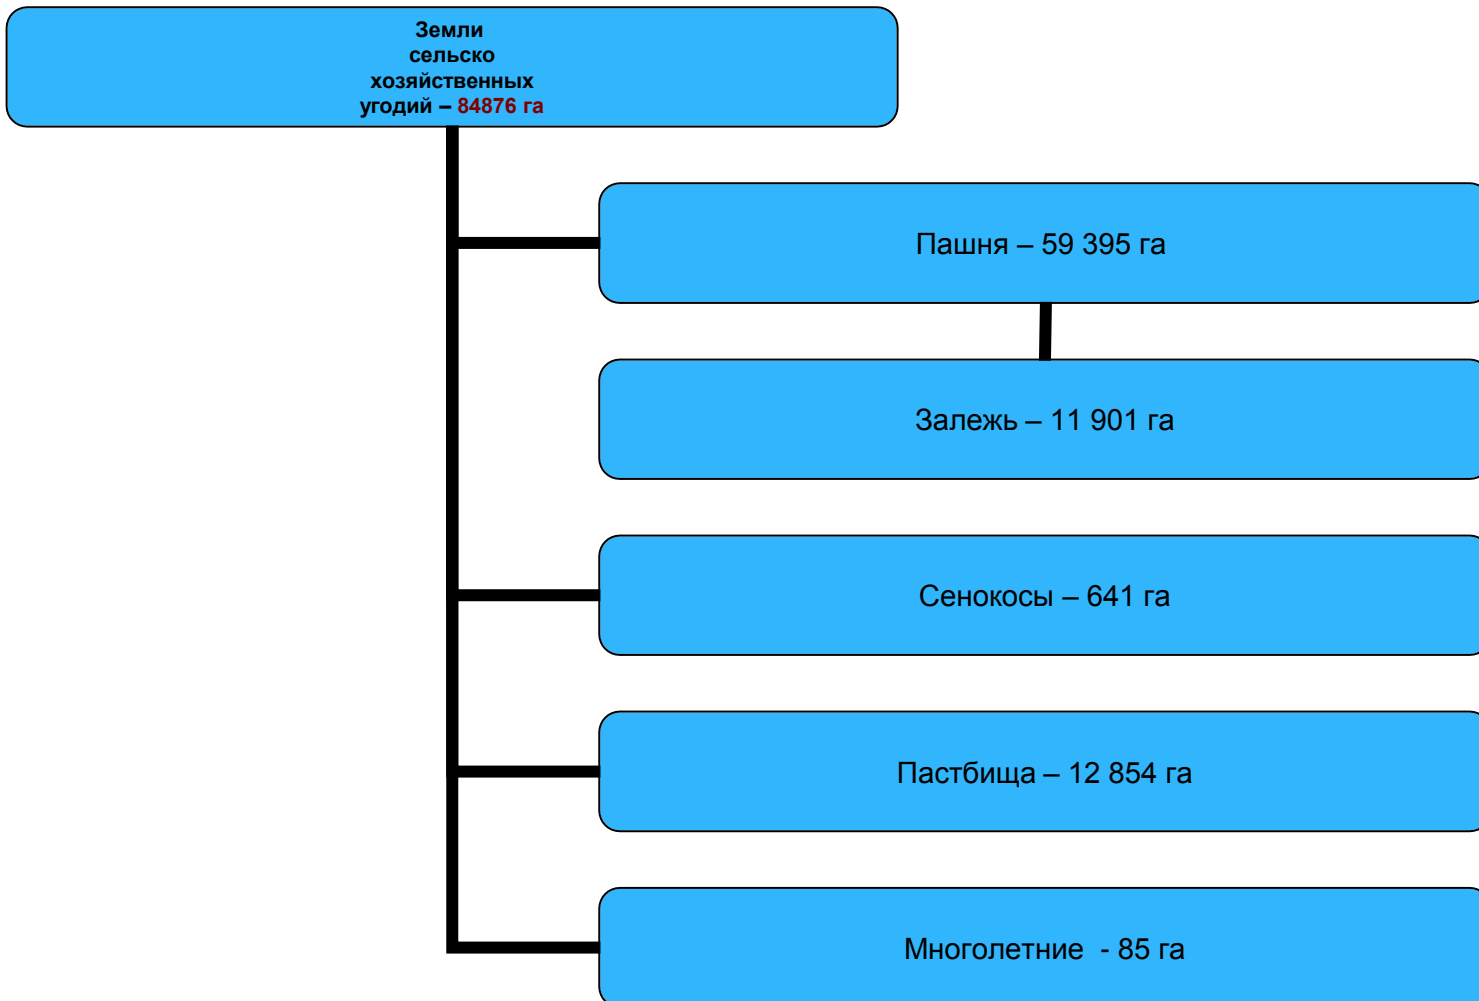 Земли
сельско
хозяйственных
угодий – 84876 га
Пашня – 59 395 га
Залежь – 11 901 га
Сенокосы – 641 га
Пастбища – 12 854 га
Многолетние - 85 га